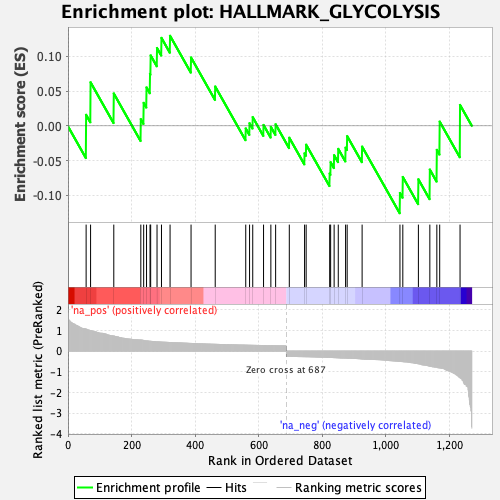 Enrichment plot: HALLMARK_GLYCOLYSIS
Enrichment score (ES)
0.10
0.05
0.00
-0.05
-0.10
'na_pos' (positively correlated)
Ranked list metric (PreRanked)
2
1
0
-1
-2
-3
-4
Zero cross at 687
'na_neg' (negatively correlated)
0 200 400 600 800 1,000 1,200
Rank in Ordered Dataset
Enrichment profile Hits Ranking metric scores